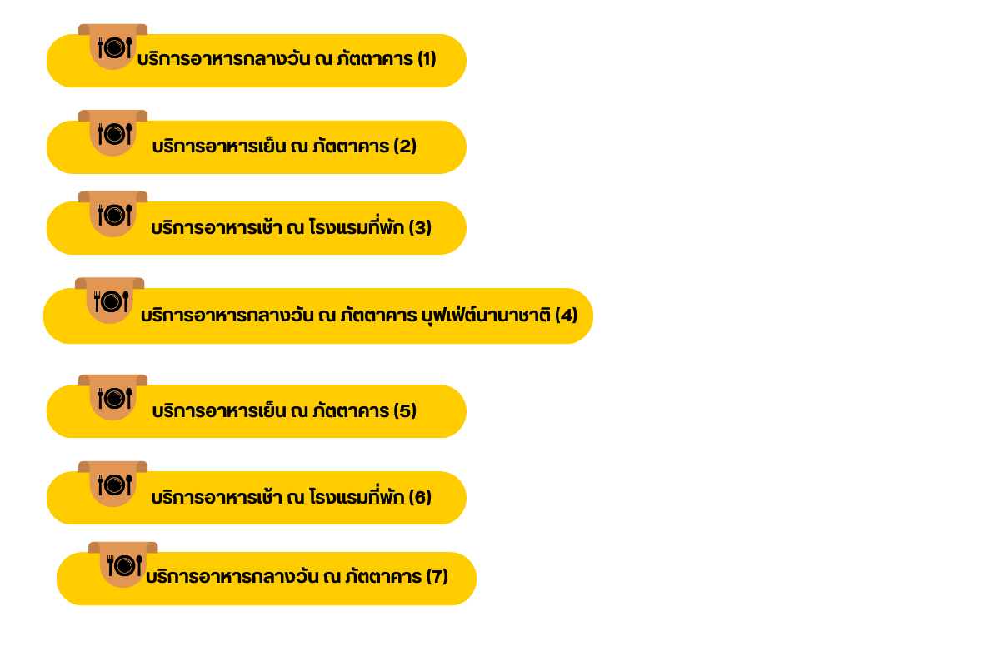 บริการอาหารกลางวัน ณ ภัตตาคาร (1)
บริการอาหารเย็น ณ ภัตตาคาร (2)
บริการอาหารเช้า ณ โรงแรมที่พัก (3)
บริการอาหารกลางวัน ณ ภัตตาคาร บุฟเฟ่ต์นานาชาติ (4)
บริการอาหารเย็น ณ ภัตตาคาร (5)
บริการอาหารเช้า ณ โรงแรมที่พัก (6)
บริการอาหารกลางวัน ณ ภัตตาคาร (7)